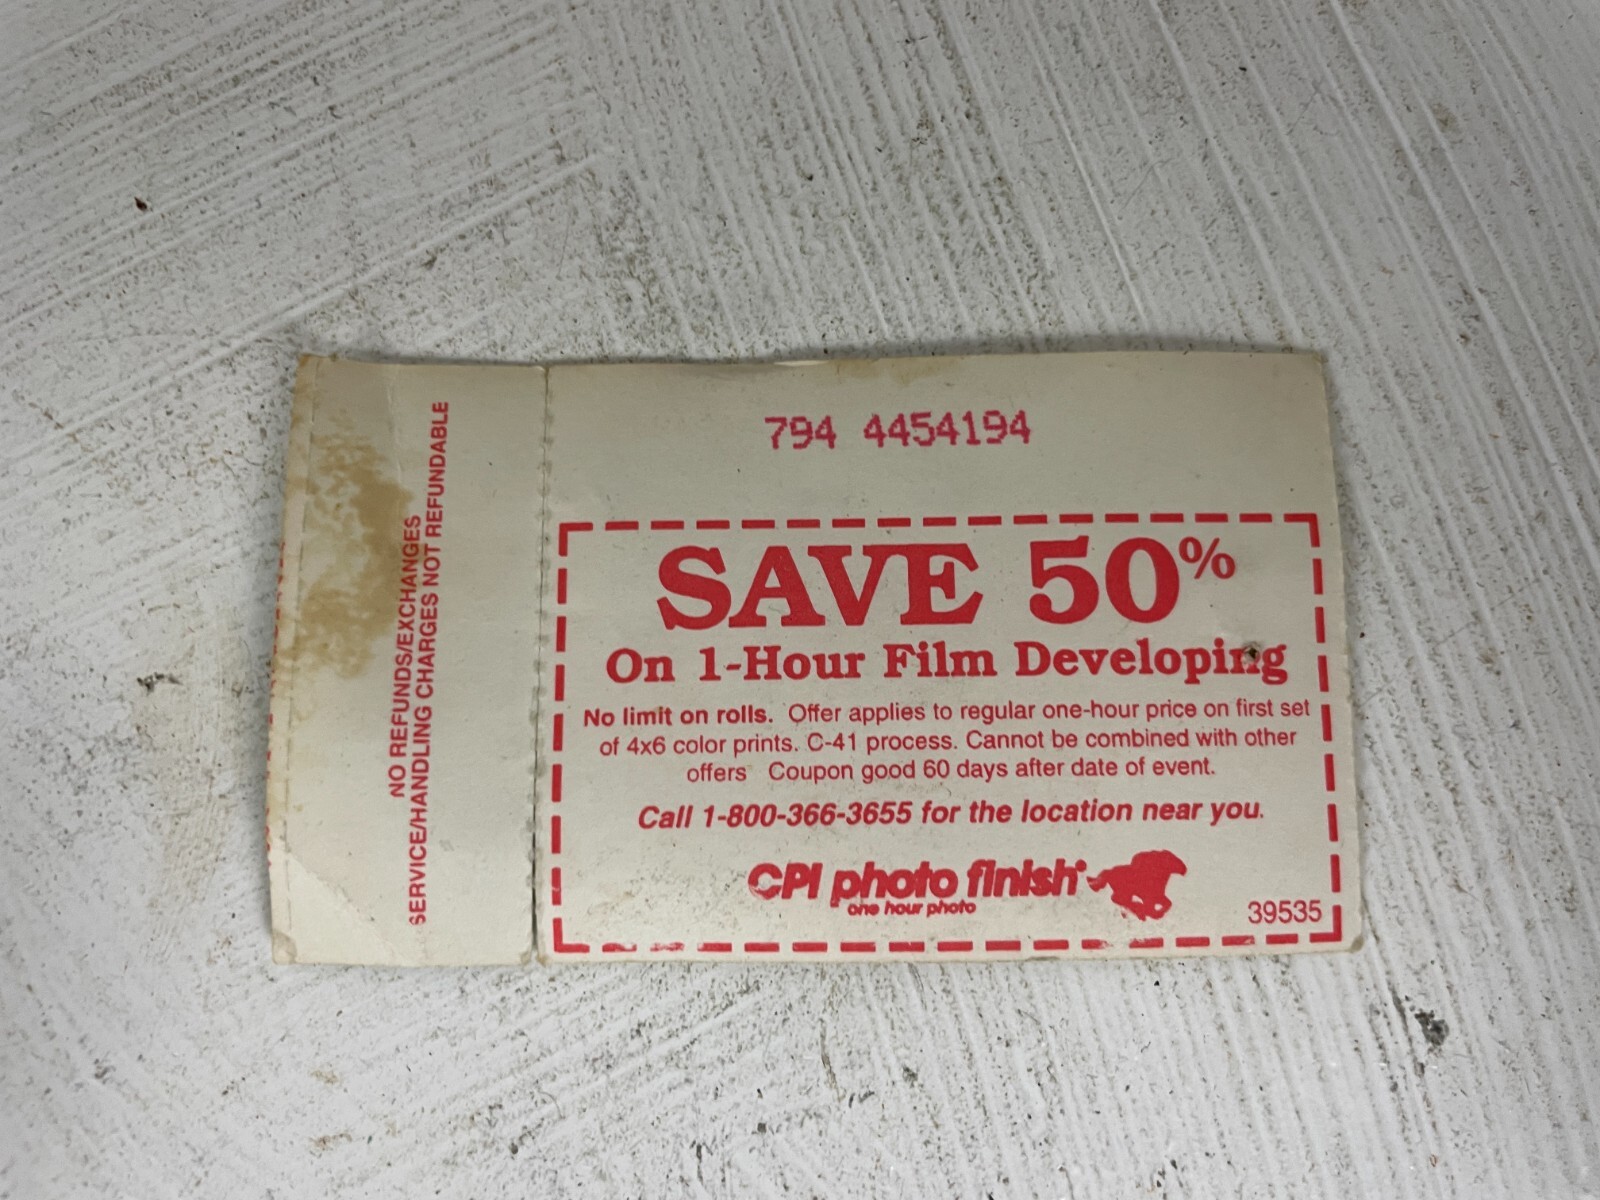 NO REFUNDS/EXCHANGES
SERVICE/HANDLING CHARGES NOT REFUNDABLE
794 4454194
SAVE 50%
On 1-Hour Film Developing
No limit on rolls. Offer applies to regular one-hour price on first set
of 4x6 color prints. C-41 process. Cannot be combined with other
offers Coupon good 60 days after date of event.
Call 1-800-366-3655 for the location near you.
CPI photo finish
one hour photo
39535